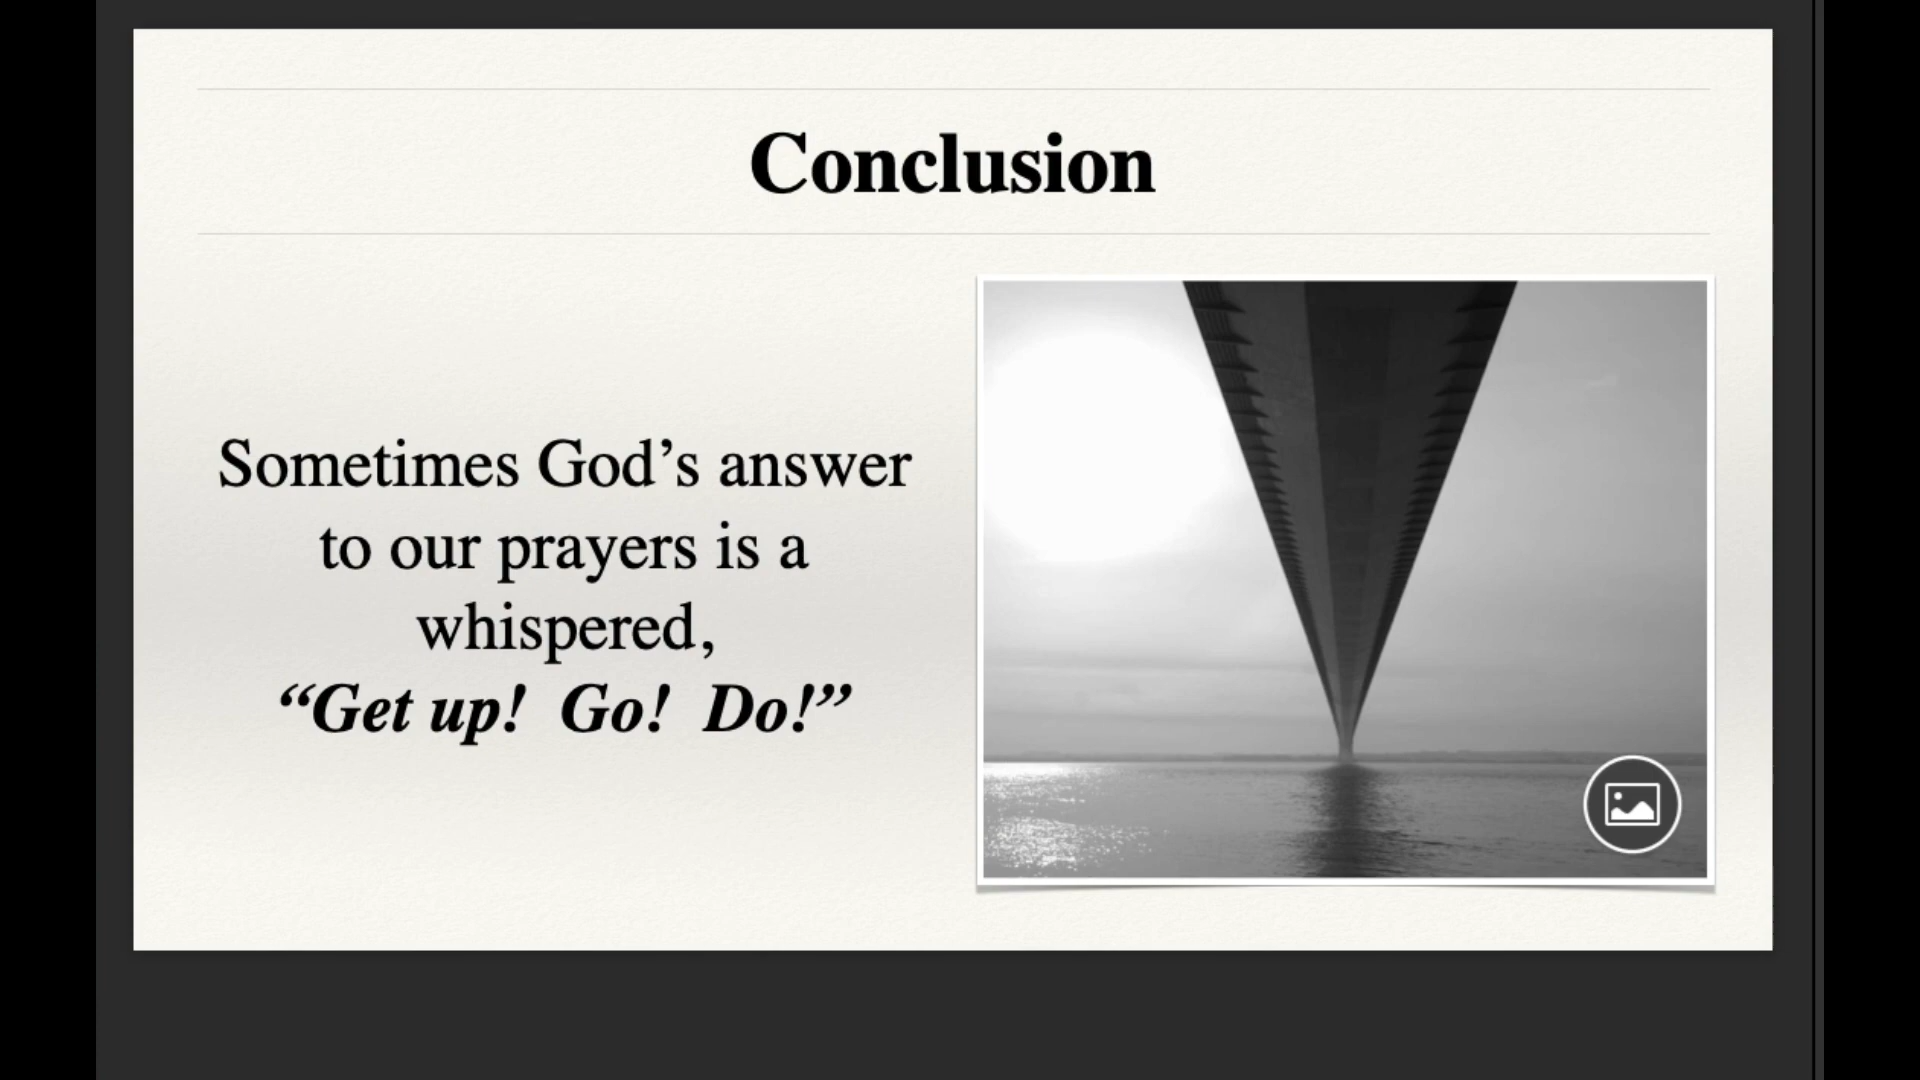 Conclusion
Sometimes God’s answer
to our prayers is a
whispered,
“Get up!  Go!  Do!”